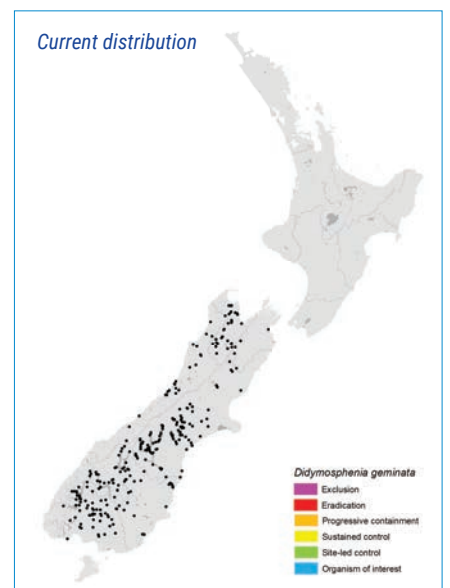 Current distribution
Didymosphenia geminata
Exclusion
Eradication
Progressive containment
Sustained control
Site-led control
Organism of interest